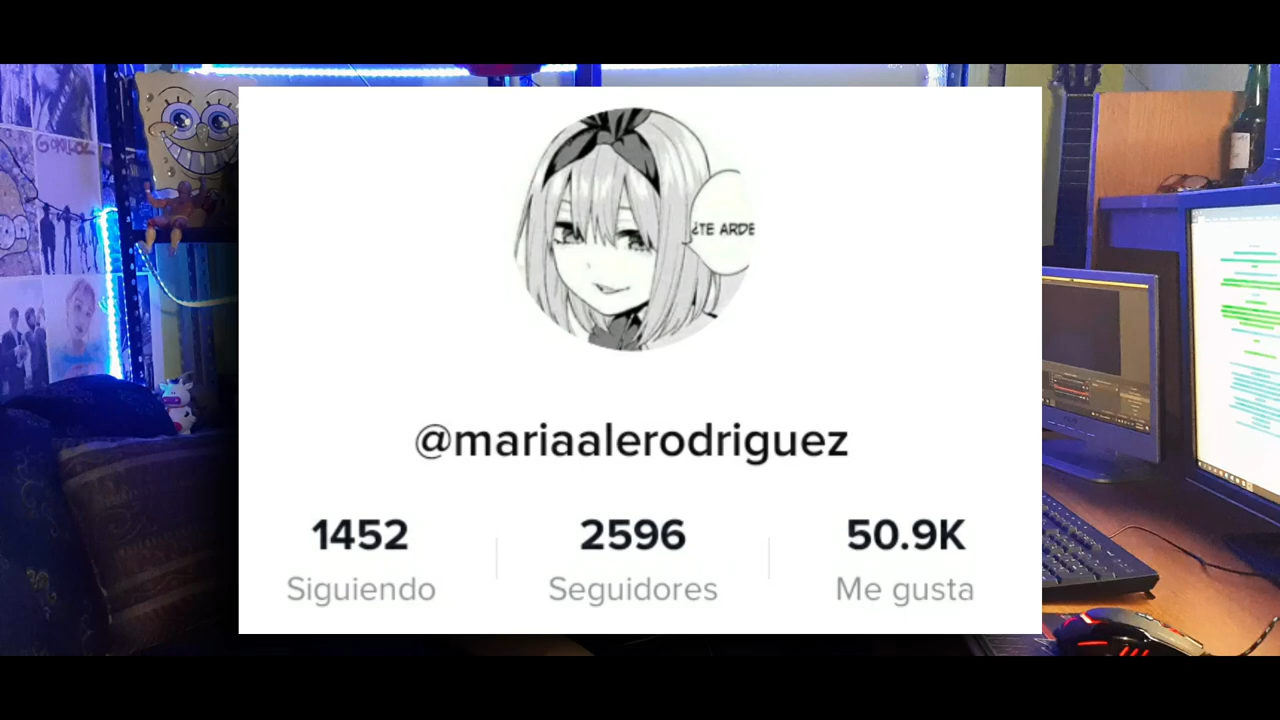 ¿TE ARDE
@mariaalerodriguez
1452
2596
50.9K
Siguiendo
Seguidores
Me gusta